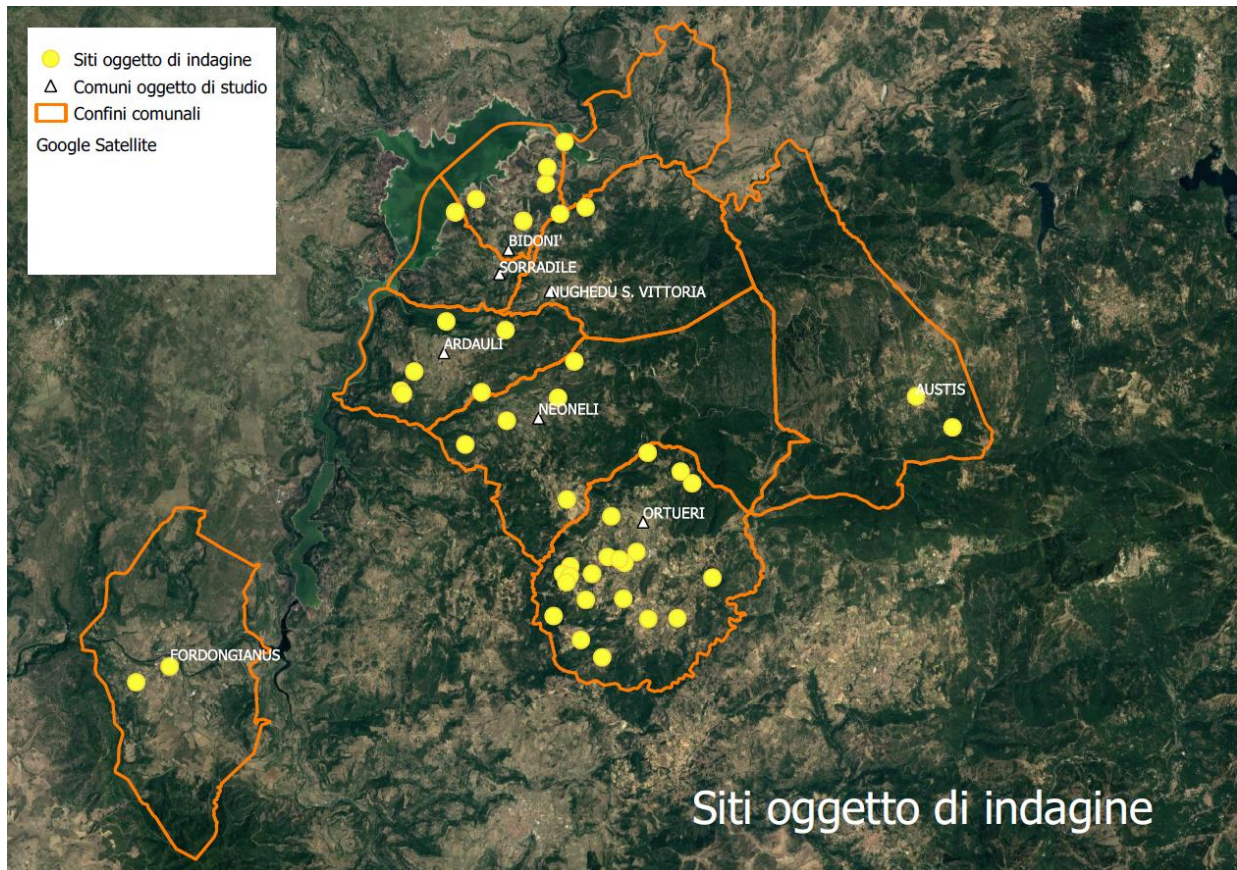 Siti oggetto di indagine
Comuni oggetto di studio
Confini comunali
Google Satellite
BIDONI'
SORRADILE
NUGHEDU S. VITTORIA
ARDAULI
AUSTIS
NEONELI
ORTUERI
FORDONGIANUS
Siti oggetto di indagine